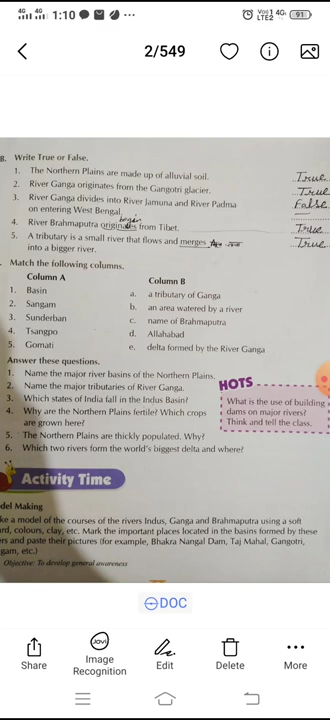 4G 4G 1:10 ... Vo) 1 4G LTE2 91
2/549
B. Write True or False.
1. The Northern Plains are made up of alluvial soil. True
2. River Ganga originates from the Gangotri glacier. True
3. River Ganga divides into River Jamuna and River Padma False
on entering West Bengal.
began
4. River Brahmaputra originates from Tibet. True
5. A tributary is a small river that flows and merges True
into a bigger river.
Match the following columns.
Column A Column B
1. Basin a. a tributary of Ganga
2. Sangam b. an area watered by a river
3. Sunderban c. name of Brahmaputra
4. Tsangpo d. Allahabad
5. Gomati e. delta formed by the River Ganga
Answer these questions.
1. Name the major river basins of the Northern Plains.
2. Name the major tributaries of River Ganga.
3. Which states of India fall in the Indus Basin?
4. Why are the Northern Plains fertile? Which crops
are grown here?
5. The Northern Plains are thickly populated. Why?
6. Which two rivers form the world's biggest delta and where?
HOTS
What is the use of building
dams on major rivers?
Think and tell the class.
Activity Time
del Making
ke a model of the courses of the rivers Indus, Ganga and Brahmaputra using a soft
ard, colours, clay, etc. Mark the important places located in the basins formed by these
ers and paste their pictures (for example, Bhakra Nangal Dam, Taj Mahal, Gangotri,
gam, etc.)
Objective: To develop general awareness
DOC
Share
Jovi
Image
Recognition
Edit
Delete
More